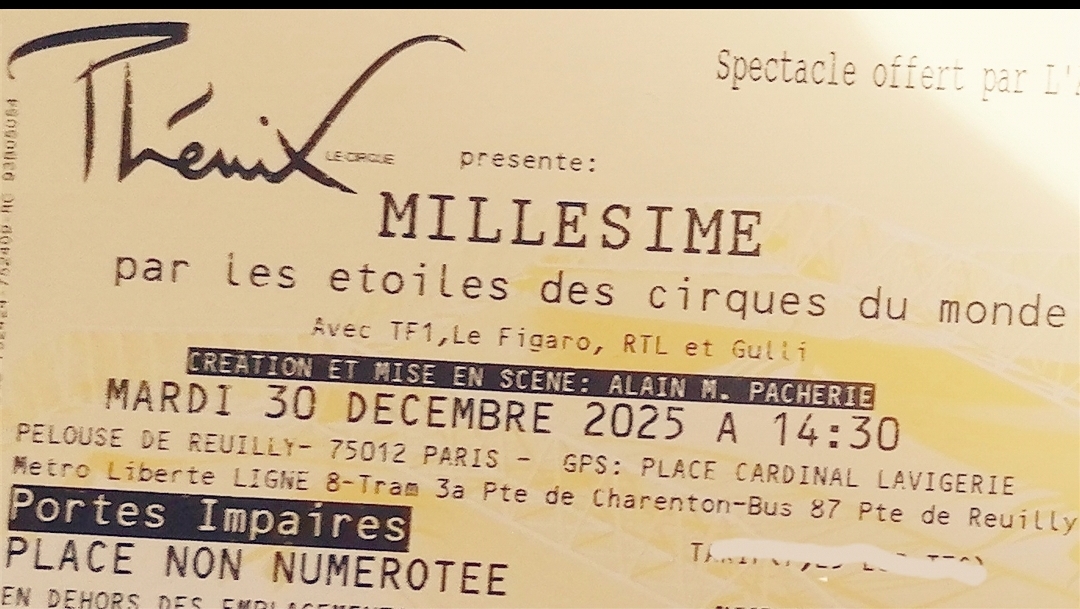 Spectacle offert par L'
Phénix LE CIRQUE presente:
MILLESIME
par les etoiles des cirques du monde
Avec TF1,Le Figaro, RTL et Gulli
CREATION ET MISE EN SCENE: ALAIN M. PACHERIE
MARDI 30 DECEMBRE 2025 A 14:30
PELOUSE DE REUILLY- 75012 PARIS - GPS: PLACE CARDINAL LAVIGERIE
Metro Liberte LIGNE 8-Tram 3a Pte de Charenton-Bus 87 Pte de Reuilly
Portes Impaires
PLACE NON NUMEROTEE
EN DEHORS DES